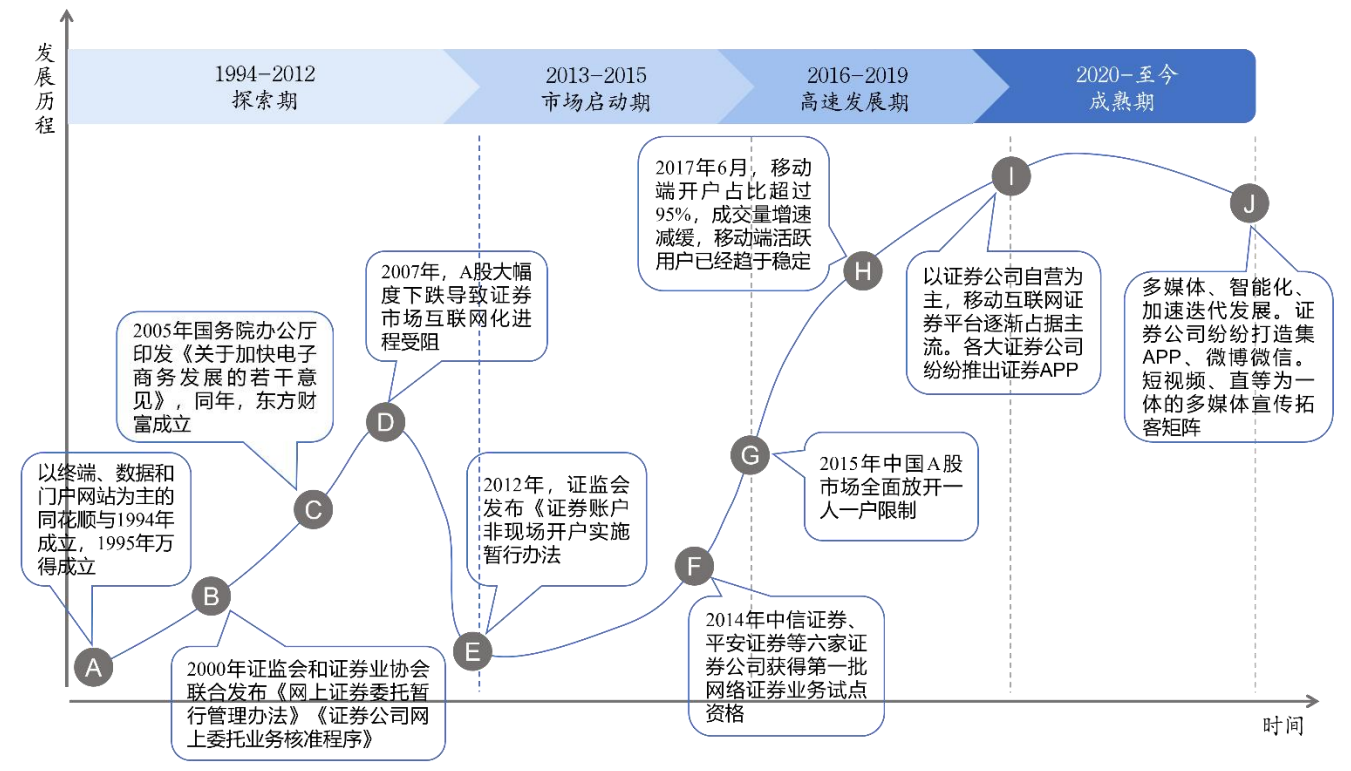 发
展
历
程
1994-2012
探索期
2013-2015
市场启动期
2016-2019
高速发展期
2020-至今
成熟期
以终端、数据和
门户网站为主的
同花顺与1994年
成立，1995年万
得成立
A
2000年证监会和证券业协会
联合发布《网上证券委托暂
行管理办法》《证券公司网
上委托业务核准程序》
B
2005年国务院办公厅
印发《关于加快电子
商务发展的若干意
见》，同年，东方财
富成立
C
2007年，A股大幅
度下跌导致证券
市场互联网化进
程受阻
D
2012年，证监会
发布《证券账户
非现场开户实施
暂行办法
E
2014年中信证券、
平安证券等六家证
券公司获得第一批
网络证券业务试点
资格
F
2015年中国A股
市场全面放开一
人一户限制
G
2017年6月，移动
端开户占比超过
95%，成交量增速
减缓，移动端活跃
用户已经趋于稳定
H
以证券公司自营为
主，移动互联网证
券平台逐渐占据主
流。各大证券公司
纷纷推出证券APP
I
多媒体、智能化、
加速迭代发展。证
券公司纷纷打造集
APP、微博微信。
短视频、直等为一
体的多媒体宣传拓
客矩阵
J
时间